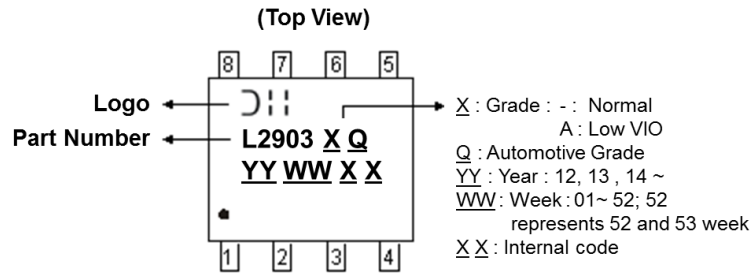 (Top View)
8 7 6 5
Logo
Part Number
L2903 X Q
YY WW X X
1 2 3 4
X : Grade : - : Normal
A : Low VIO
Q : Automotive Grade
YY : Year : 12, 13 , 14 ~
WW : Week : 01~ 52; 52
represents 52 and 53 week
X X : Internal code